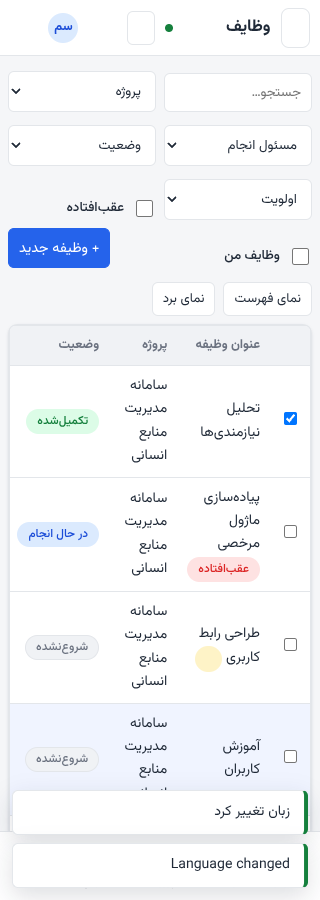 وظایف
سم
جستجو...
پروژه
مسئول انجام
وضعیت
اولویت
عقب‌افتاده
وظایف من
+ وظیفه جدید
نمای فهرست
نمای برد
عنوان وظیفه
پروژه
وضعیت
تحلیل
نیازمندی‌ها
سامانه
مدیریت
منابع
انسانی
تکمیل‌شده
پیاده‌سازی
ماژول
مرخصی
عقب‌افتاده
سامانه
مدیریت
منابع
انسانی
در حال انجام
طراحی رابط
کاربری
سامانه
مدیریت
منابع
انسانی
شروع‌نشده
آموزش
کاربران
سامانه
مدیریت
منابع
شروع‌نشده
زبان تغییر کرد
Language changed